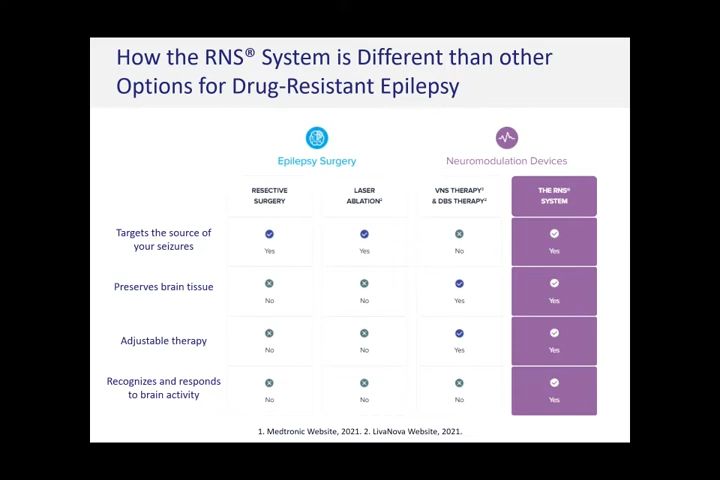 How the RNS® System is Different than other
Options for Drug-Resistant Epilepsy
Epilepsy Surgery
Neuromodulation Devices
RESECTIVE
SURGERY
LASER
ABLATION²
VNS THERAPY¹
& DBS THERAPY²
THE RNS®
SYSTEM
Targets the source of
your seizures
Yes
Yes
No
Yes
Preserves brain tissue
No
No
Yes
Yes
Adjustable therapy
No
No
Yes
Yes
Recognizes and responds
to brain activity
No
No
No
Yes
1. Medtronic Website, 2021. 2. LivaNova Website, 2021.